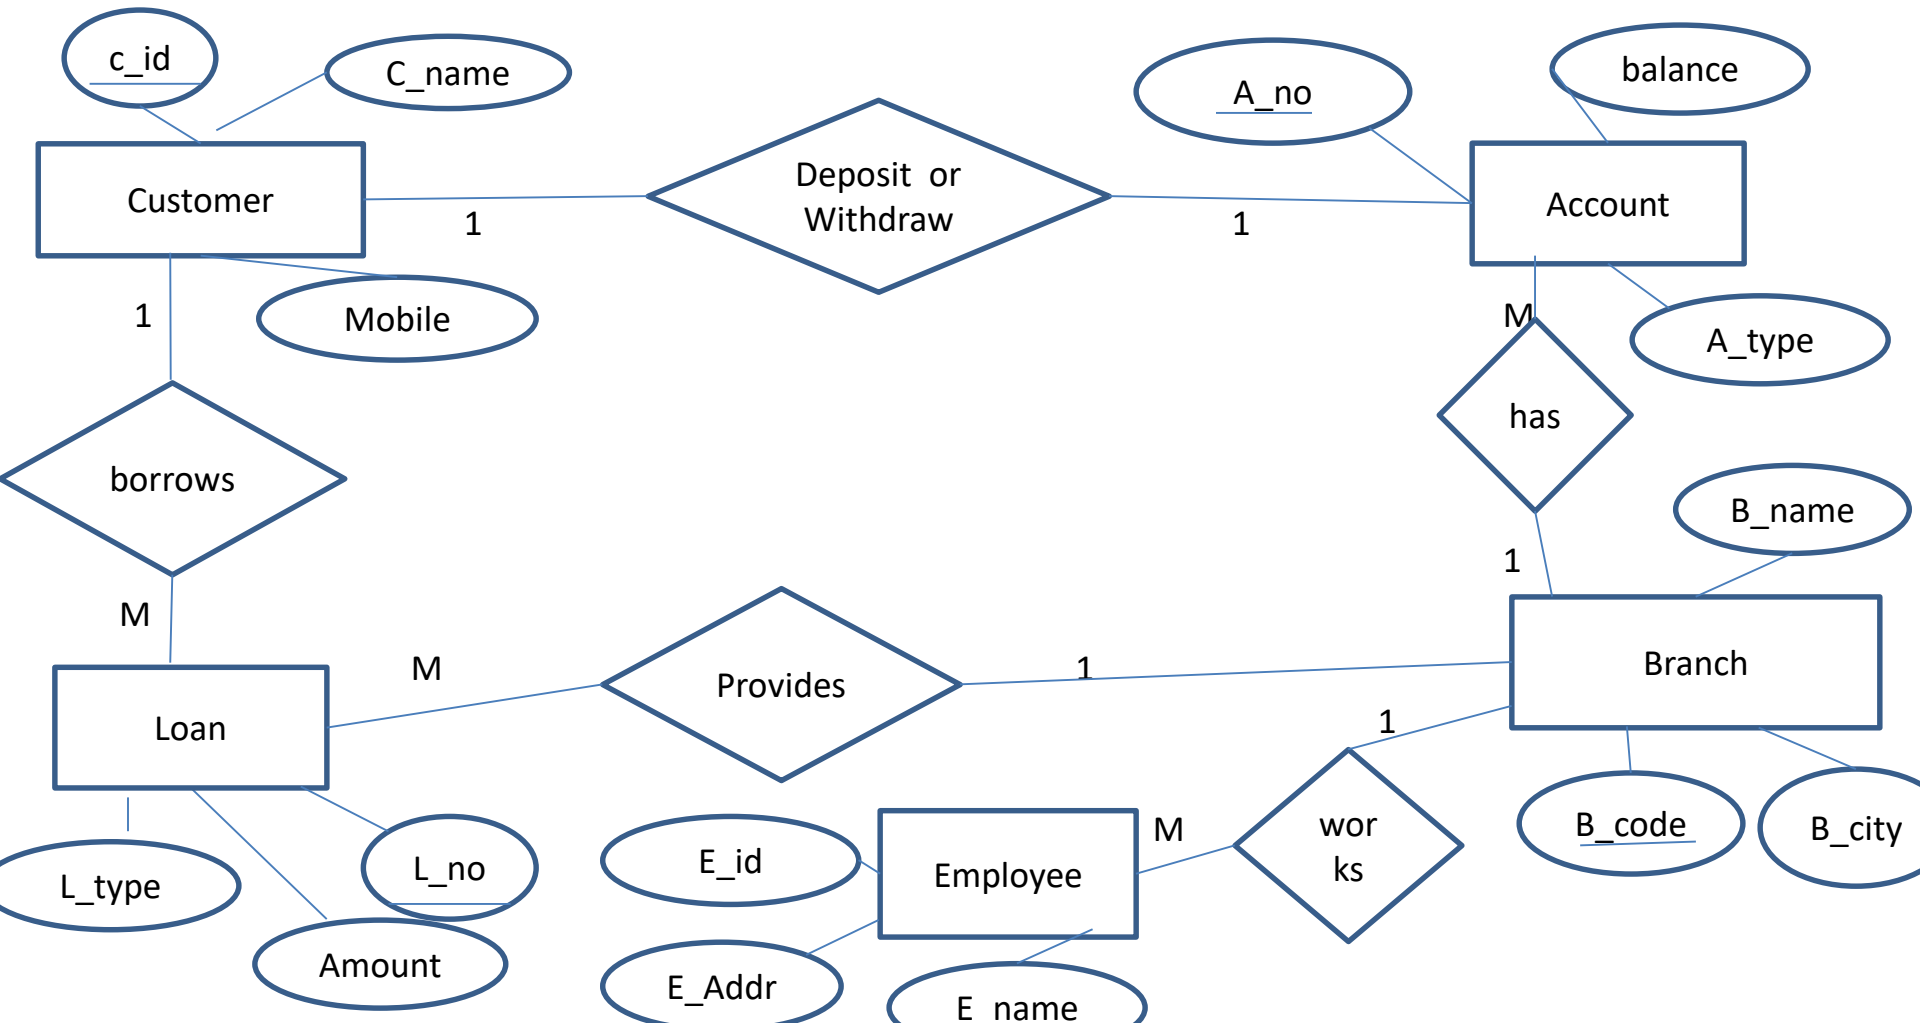 c_id
C_name
A_no
balance
Customer
Deposit or
Withdraw
Account
1
1
1
Mobile
M
A_type
has
borrows
B_name
1
M
M
Provides
1
Branch
Loan
1
L_type
L_no
E_id
Employee
M
wor
ks
B_code
B_city
Amount
E_Addr
E_name